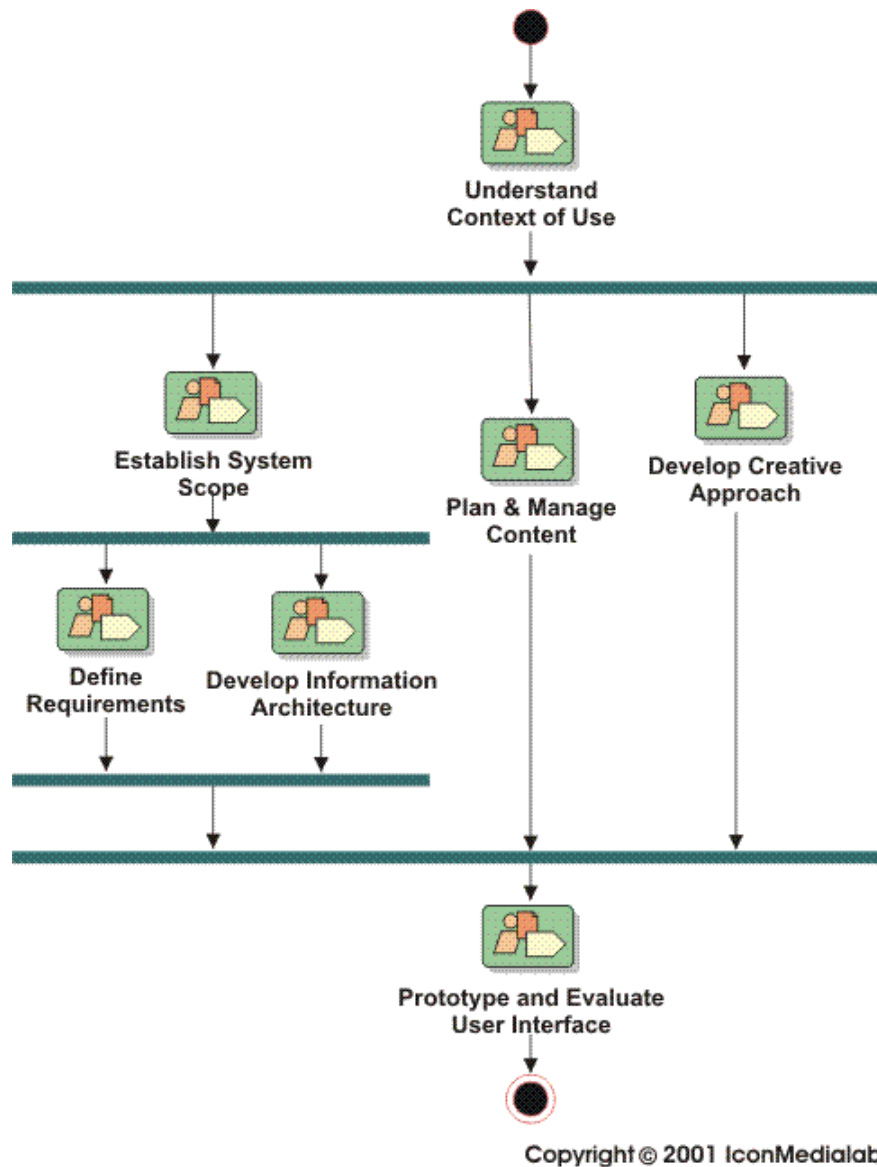 Understand
Context of Use
Establish System
Scope
Plan & Manage
Content
Develop Creative
Approach
Define
Requirements
Develop Information
Architecture
Prototype and Evaluate
User Interface
Copyright © 2001 IconMedialab